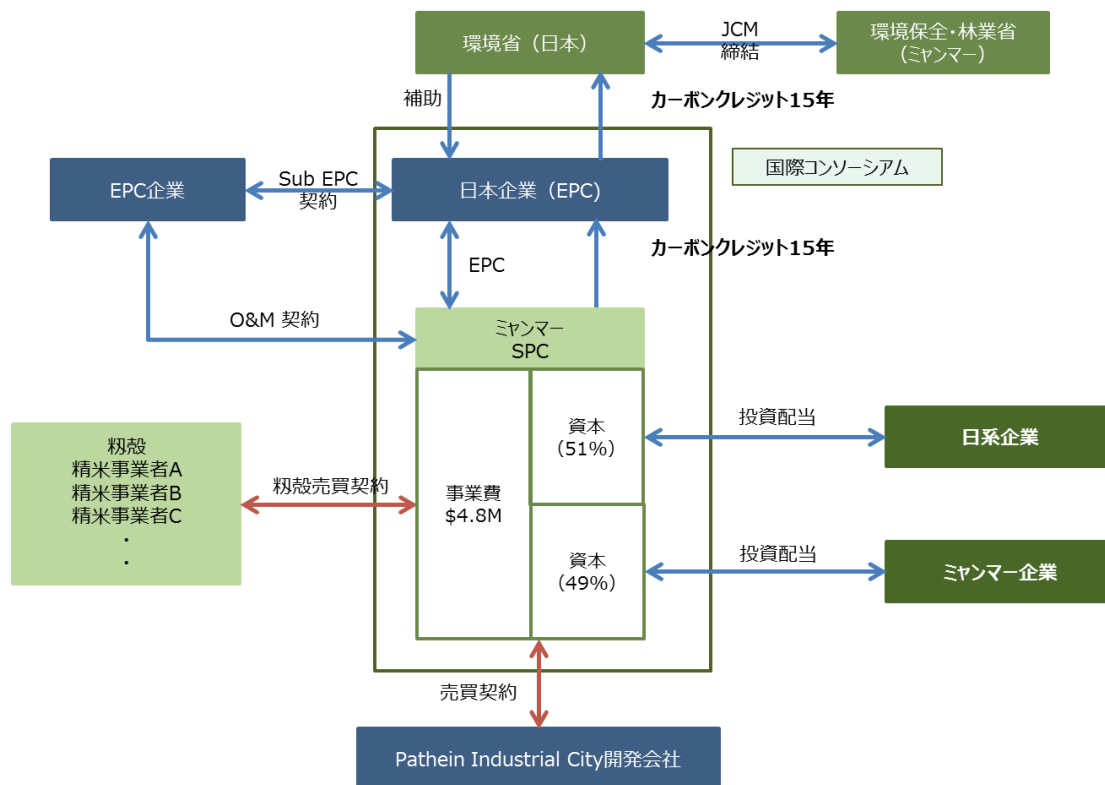 環境省（日本）
JCM
締結
環境保全・林業省
（ミャンマー）
補助
カーボンクレジット15年
国際コンソーシアム
EPC企業
Sub EPC
契約
日本企業（EPC）
カーボンクレジット15年
EPC
O&M 契約
ミャンマー
SPC
籾殻
精米事業者A
精米事業者B
精米事業者C
・
・
籾殻売買契約
事業費
$4.8M
資本
(51%)
投資配当
日系企業
資本
(49%)
投資配当
ミャンマー企業
売買契約
Pathein Industrial City開発会社